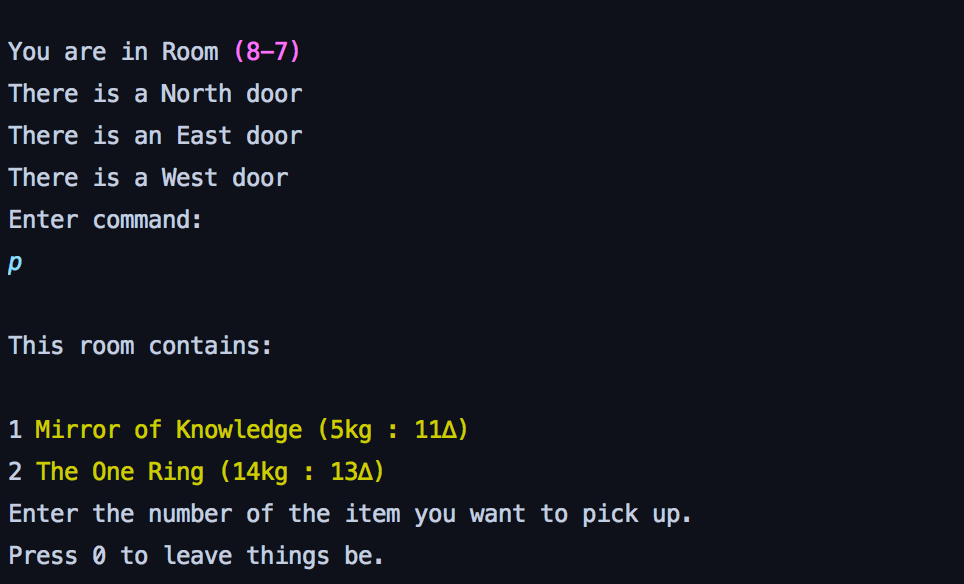 You are in Room (8-7)
There is a North door
There is an East door
There is a West door
Enter command:
p
This room contains:
1 Mirror of Knowledge (5kg : 11Δ)
2 The One Ring (14kg : 13Δ)
Enter the number of the item you want to pick up.
Press 0 to leave things be.